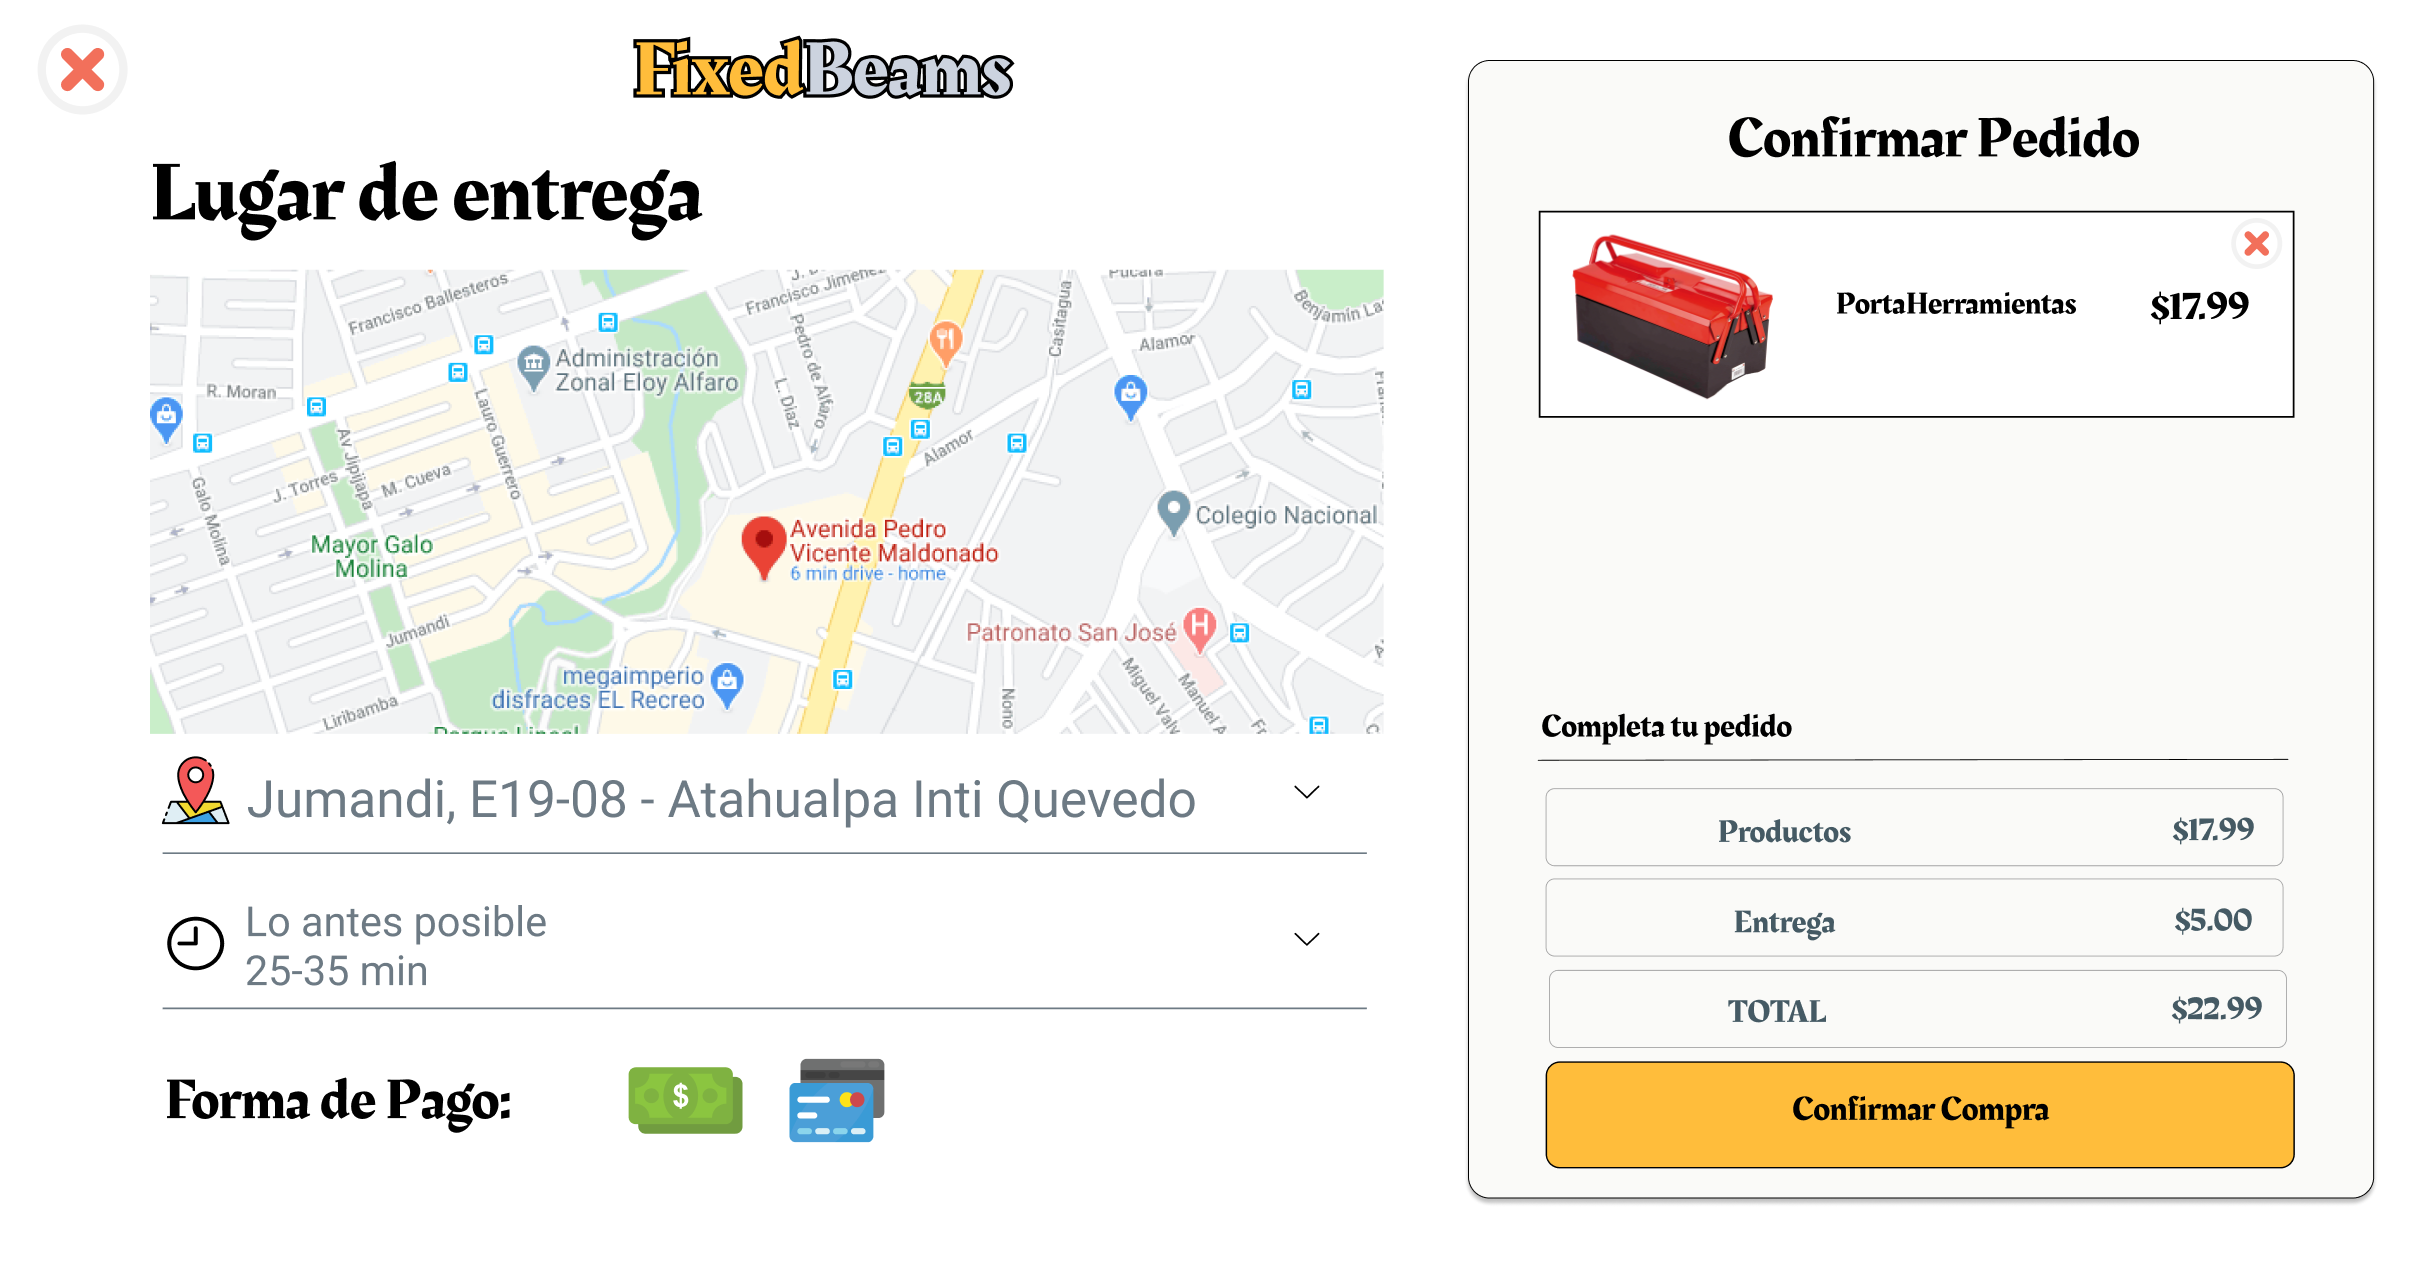 FixedBeams
Lugar de entrega
Francisco Ballesteros
Francisco Jimenez
Pucará
Casitagua
Pedro de Alfaro
Administración
Zonal Eloy Alfaro
Alamor
R. Moran
L. Diaz
28A
Lauro Guerrero
Av Jipijapa
Alamor
J. Torres
M. Cueva
Galo Molina
Colegio Nacional
Avenida Pedro
Vicente Maldonado
6 min drive - home
Mayor Galo
Molina
Jumandi
Patronato San José
H
megaimperio
disfraces EL Recreo
Liribamba
Nono
Miguel Valv
Manuel A
Parque Lineal
Jumandi, E19-08 - Atahualpa Inti Quevedo
Lo antes posible
25-35 min
Forma de Pago:
$
Confirmar Pedido
PortaHerramientas
$17.99
Completa tu pedido
Productos $17.99
Entrega $5.00
TOTAL $22.99
Confirmar Compra